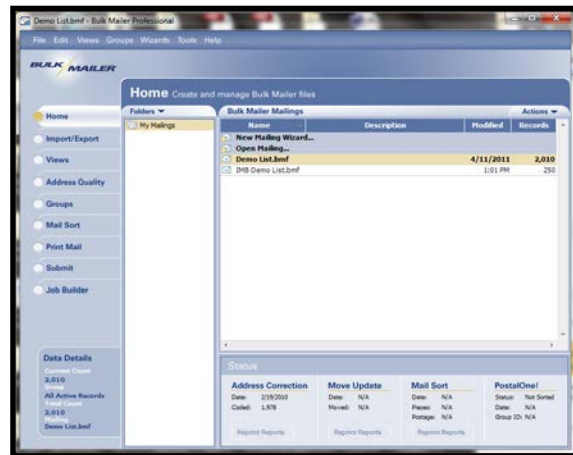 Demo List.bmf - Bulk Mailer Professional
File Edit Views Groups Wizards Tools Help
BULK MAILER
Home Create and manage Bulk Mailer files
Home
Import/Export
Views
Address Quality
Groups
Mail Sort
Print Mail
Submit
Job Builder
Folders
My Mailings
Bulk Mailer Mailings Actions
Name Description Modified Records
New Mailing Wizard...
Open Mailing...
Demo List.bmf 4/11/2011 2,010
IMB Demo List.bmf 1:01 PM 250
Data Details
Current Count
2,010
Group
All Active Records
Total Count
2,010
Mailing
Demo List.bmf
Status
Address Correction
Date: 2/19/2010
Coded: 1,978
Reprint Reports
Move Update
Date: N/A
Moved: N/A
Reprint Reports
Mail Sort
Date: N/A
Pieces: N/A
Postage: N/A
Reprint Reports
PostalOne!
Status: Not Sorted
Date: N/A
Group ID: N/A